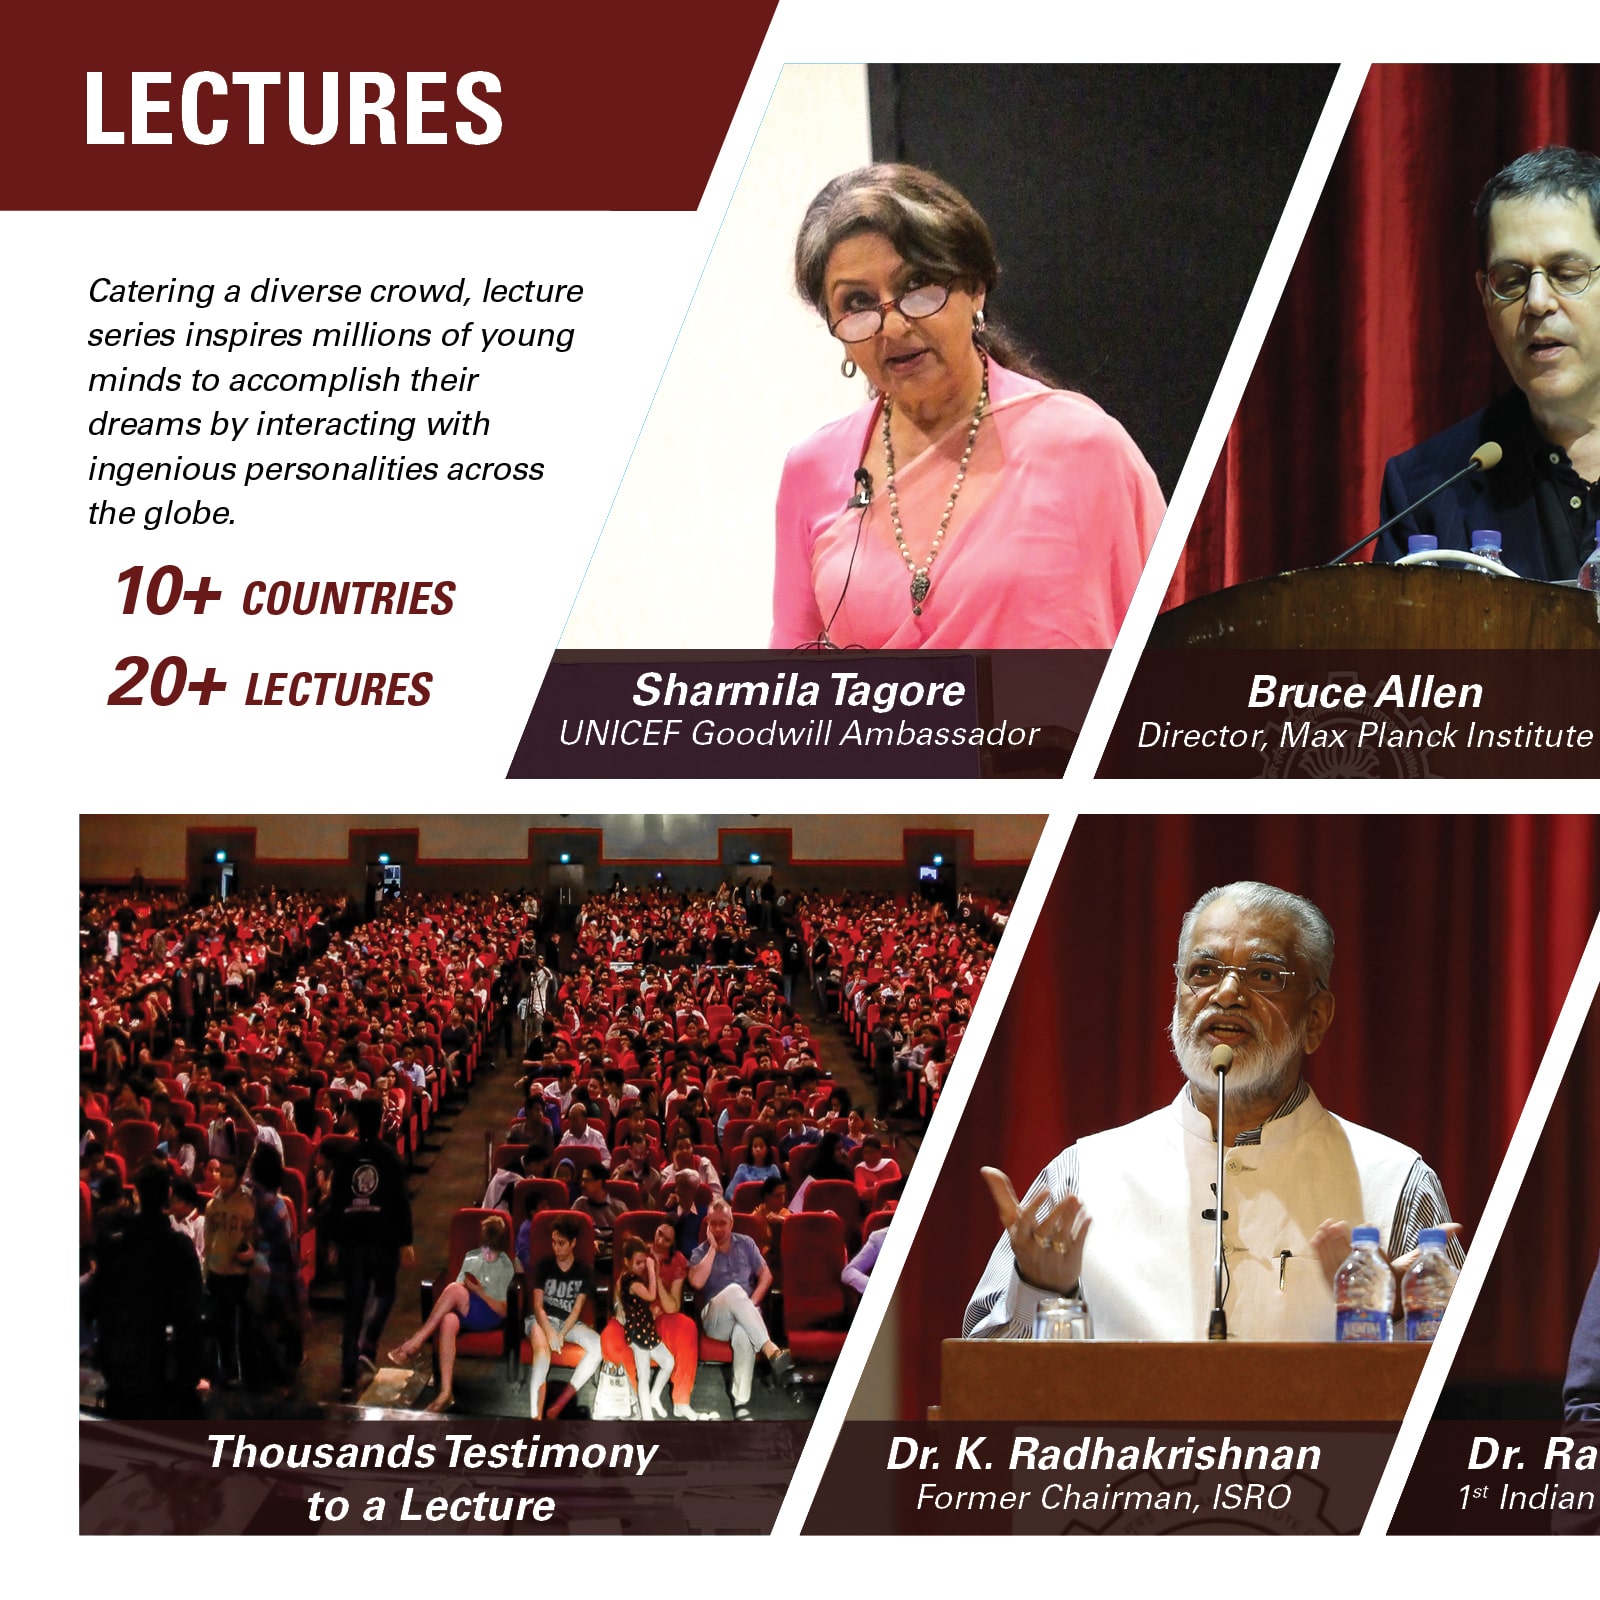 LECTURES
Catering a diverse crowd, lecture
series inspires millions of young
minds to accomplish their
dreams by interacting with
ingenious personalities across
the globe.
10+ COUNTRIES
20+ LECTURES
Sharmila Tagore
UNICEF Goodwill Ambassador
Bruce Allen
Director, Max Planck Institute
Thousands Testimony
to a Lecture
Dr. K. Radhakrishnan
Former Chairman, ISRO
Dr. Ra
1st Indian